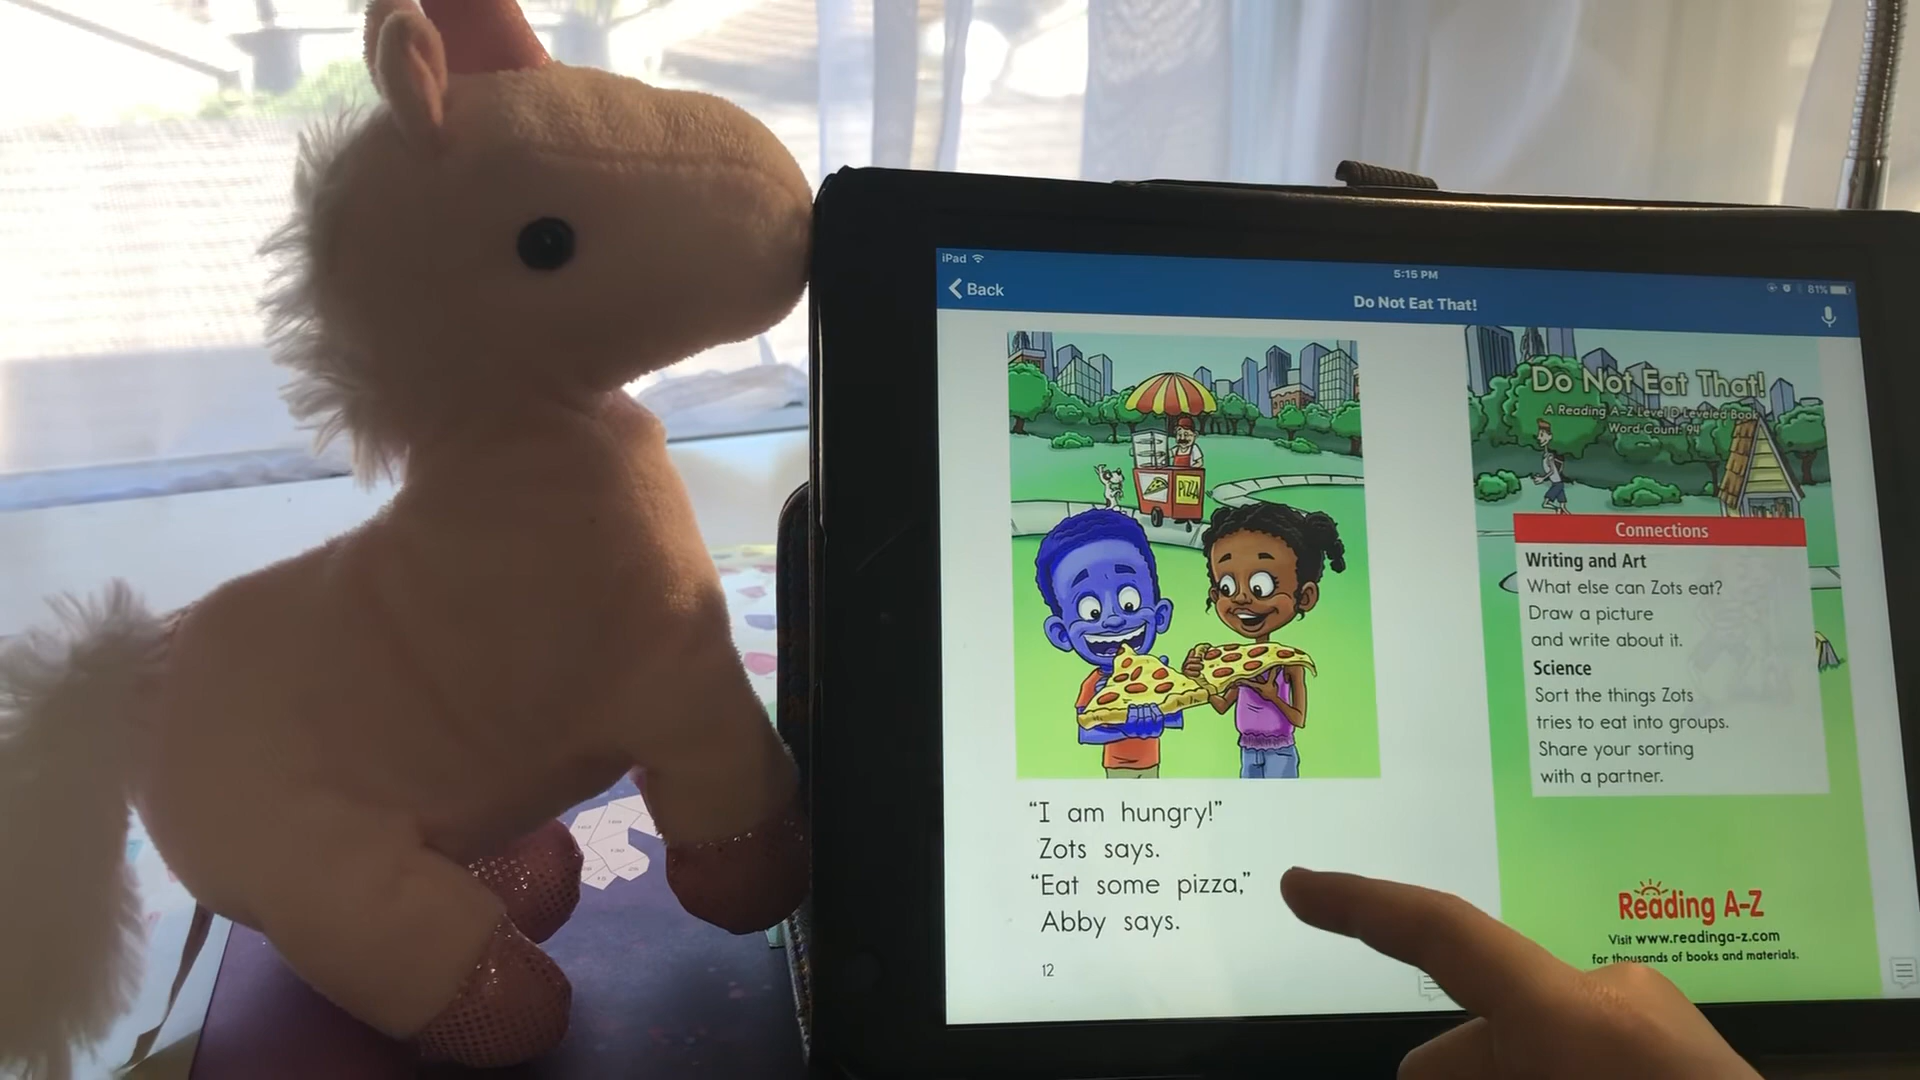 iPad
5:15 PM
81%
Back
Do Not Eat That!
PIZZA
"I am hungry!"
Zots says.
"Eat some pizza,"
Abby says.
12
Do Not Eat That!
A Reading A–Z Level D Leveled Book
Word Count: 94
Connections
Writing and Art
What else can Zots eat?
Draw a picture
and write about it.
Science
Sort the things Zots
tries to eat into groups.
Share your sorting
with a partner.
Reading A-Z
Visit www.readinga-z.com
for thousands of books and materials.